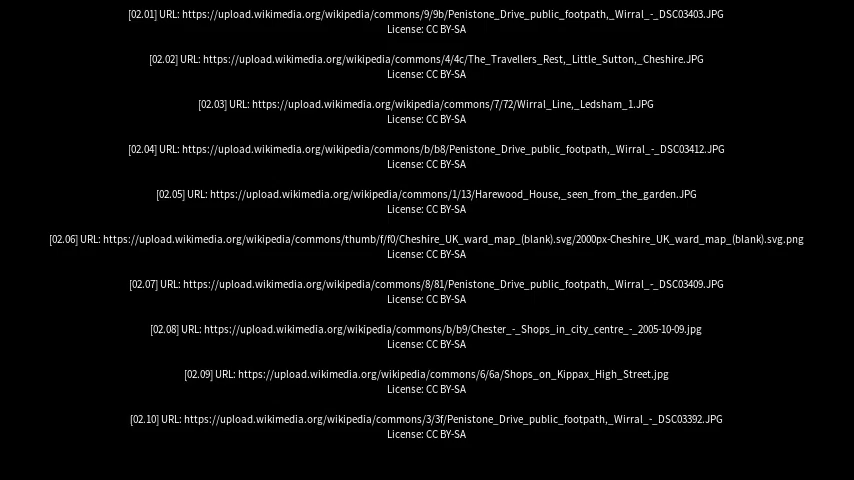 [02.01] URL: https://upload.wikimedia.org/wikipedia/commons/9/9b/Penistone_Drive_public_footpath,_Wirral_-_DSC03403.JPG
License: CC BY-SA
[02.02] URL: https://upload.wikimedia.org/wikipedia/commons/4/4c/The_Travellers_Rest,_Little_Sutton,_Cheshire.JPG
License: CC BY-SA
[02.03] URL: https://upload.wikimedia.org/wikipedia/commons/7/72/Wirral_Line,_Ledsham_1.JPG
License: CC BY-SA
[02.04] URL: https://upload.wikimedia.org/wikipedia/commons/b/b8/Penistone_Drive_public_footpath,_Wirral_-_DSC03412.JPG
License: CC BY-SA
[02.05] URL: https://upload.wikimedia.org/wikipedia/commons/1/13/Harewood_House,_seen_from_the_garden.JPG
License: CC BY-SA
[02.06] URL: https://upload.wikimedia.org/wikipedia/commons/thumb/f/f0/Cheshire_UK_ward_map_(blank).svg/2000px-Cheshire_UK_ward_map_(blank).svg.png
License: CC BY-SA
[02.07] URL: https://upload.wikimedia.org/wikipedia/commons/8/81/Penistone_Drive_public_footpath,_Wirral_-_DSC03409.JPG
License: CC BY-SA
[02.08] URL: https://upload.wikimedia.org/wikipedia/commons/b/b9/Chester_-_Shops_in_city_centre_-_2005-10-09.jpg
License: CC BY-SA
[02.09] URL: https://upload.wikimedia.org/wikipedia/commons/6/6a/Shops_on_Kippax_High_Street.jpg
License: CC BY-SA
[02.10] URL: https://upload.wikimedia.org/wikipedia/commons/3/3f/Penistone_Drive_public_footpath,_Wirral_-_DSC03392.JPG
License: CC BY-SA